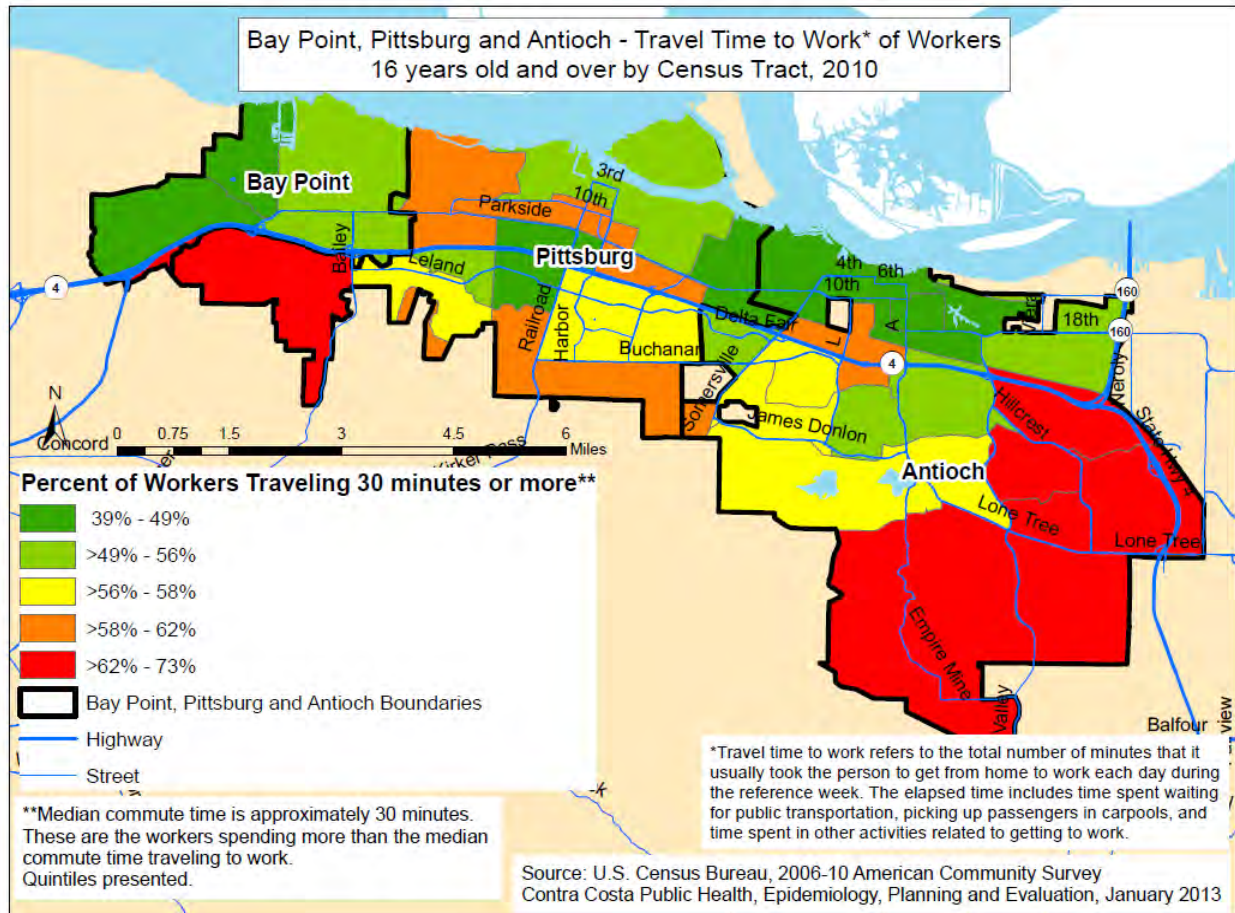 Bay Point, Pittsburg and Antioch - Travel Time to Work* of Workers
16 years old and over by Census Tract, 2010
3rd
Bay Point
10th
Parkside
Pittsburg
4th
6th
Bailey
Leland
10th
160
4
Railroad
Harbor
Delta Fair
L
A
Viera
18th
160
Buchanan
4
Neroly
Somersville
Hillcrest
State Hwy 4
N
James Donlon
Concord
0 0.75 1.5 3 4.5 6
Miles
Kirker Pass
Antioch
Lone Tree
Lone Tree
Percent of Workers Traveling 30 minutes or more**
39% - 49%
>49% - 56%
>56% - 58%
>58% - 62%
>62% - 73%
Bay Point, Pittsburg and Antioch Boundaries
Highway
Street
Empire Mine
Valley
Balfour
view
**Median commute time is approximately 30 minutes.
These are the workers spending more than the median
commute time traveling to work.
Quintiles presented.
*Travel time to work refers to the total number of minutes that it
usually took the person to get from home to work each day during
the reference week. The elapsed time includes time spent waiting
for public transportation, picking up passengers in carpools, and
time spent in other activities related to getting to work.
Source: U.S. Census Bureau, 2006-10 American Community Survey
Contra Costa Public Health, Epidemiology, Planning and Evaluation, January 2013